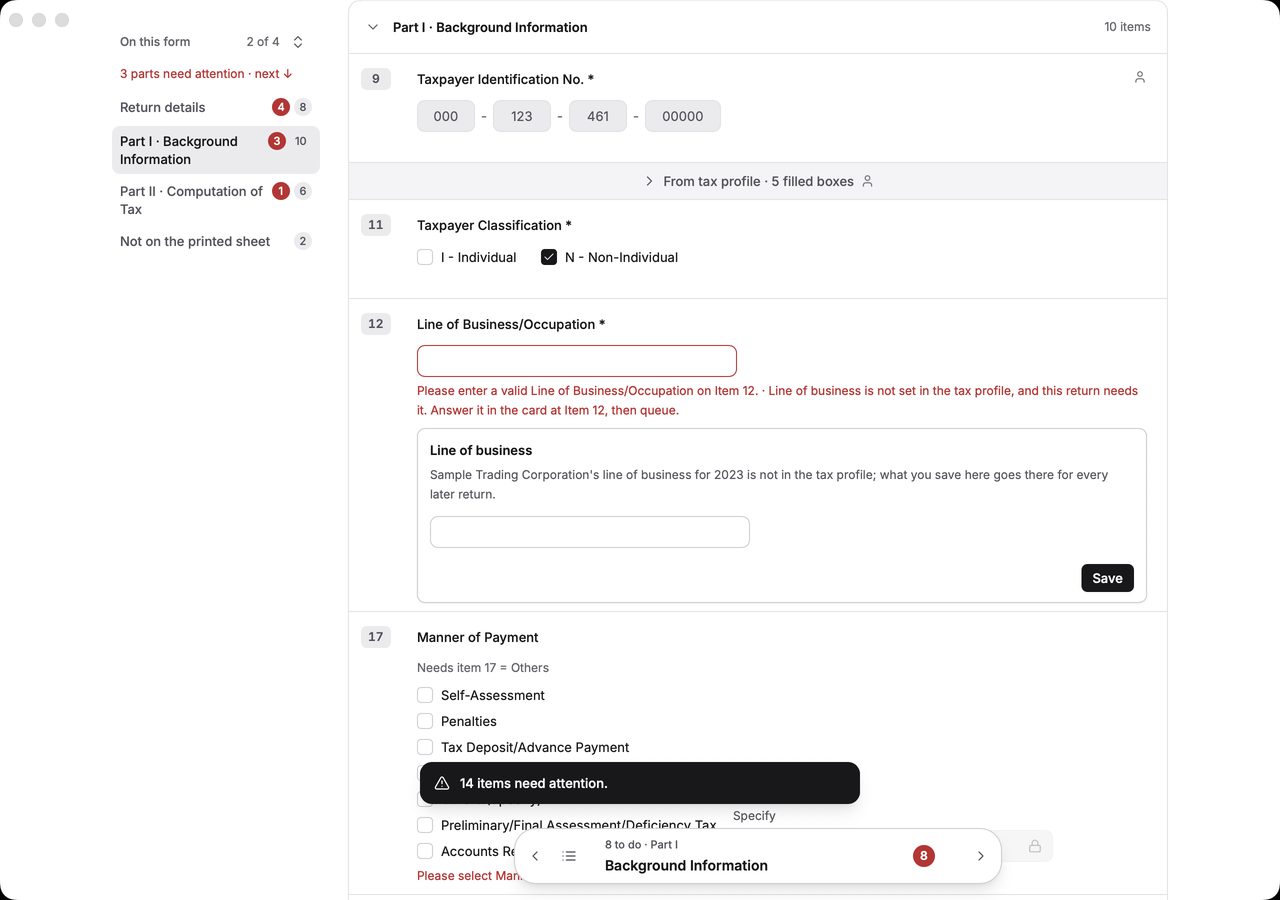 On this form
2 of 4
3 parts need attention · next ↓
Return details
4
8
Part I · Background Information
3
10
Part II · Computation of Tax
1
6
Not on the printed sheet
2
Part I · Background Information
10 items
9
Taxpayer Identification No. *
000 - 123 - 461 - 00000
From tax profile · 5 filled boxes
11
Taxpayer Classification *
I - Individual
N - Non-Individual
12
Line of Business/Occupation *
Please enter a valid Line of Business/Occupation on Item 12. · Line of business is not set in the tax profile, and this return needs
it. Answer it in the card at Item 12, then queue.
Line of business
Sample Trading Corporation's line of business for 2023 is not in the tax profile; what you save here goes there for every
later return.
Save
17
Manner of Payment
Needs item 17 = Others
Self-Assessment
Penalties
Tax Deposit/Advance Payment
14 items need attention.
Specify
Preliminary/Final Assessment/Deficiency Tax
Accounts
Please select
8 to do · Part I
Background Information
8